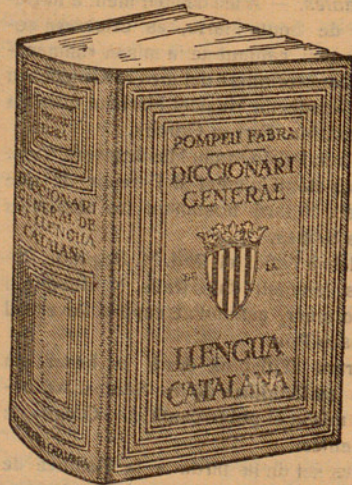 POMPEU FABRA
DICCIONARI
GENERAL
DE LA
LLENGUA
CATALANA
POMPEU
FABRA
DICCIONARI
GENERAL DE
LA LLENGUA
CATALANA